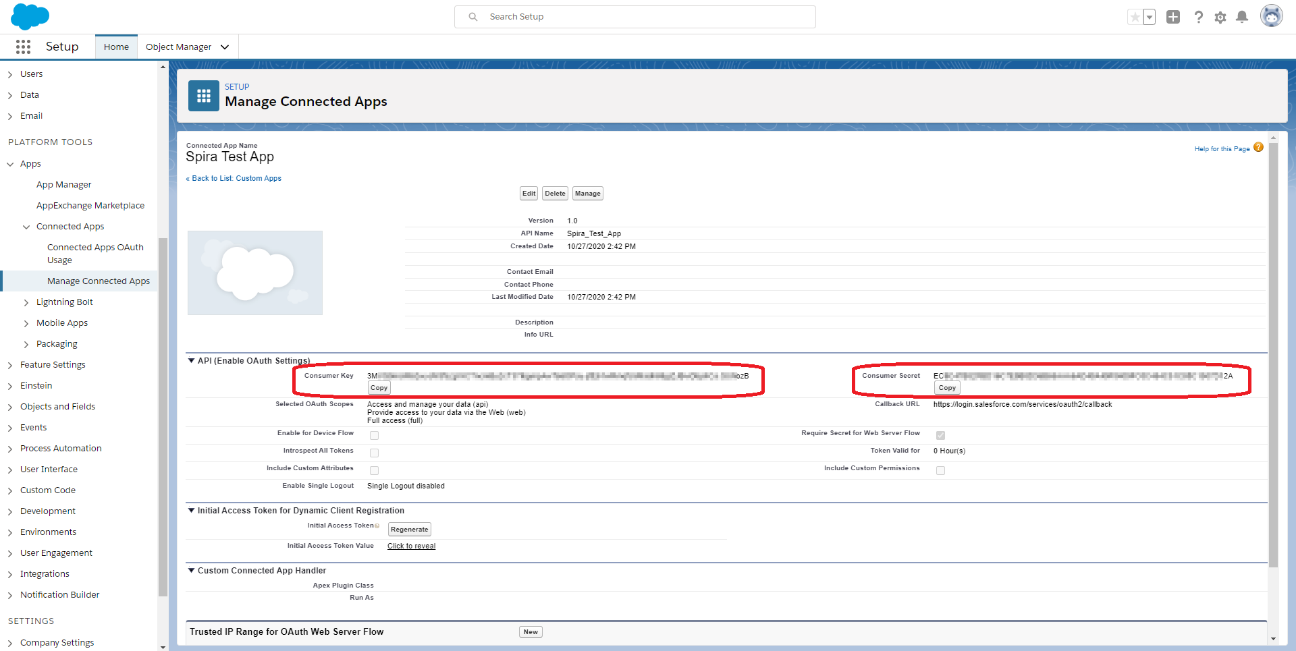 Search Setup
Setup
Home
Object Manager
Users
Data
Email
PLATFORM TOOLS
Apps
App Manager
AppExchange Marketplace
Connected Apps
Connected Apps OAuth
Usage
Manage Connected Apps
Lightning Bolt
Mobile Apps
Packaging
Feature Settings
Einstein
Objects and Fields
Events
Process Automation
User Interface
Custom Code
Development
Environments
User Engagement
Integrations
Notification Builder
SETTINGS
Company Settings
SETUP
Manage Connected Apps
Connected App Name
Spira Test App
Help for this Page
« Back to List: Custom Apps
Edit Delete Manage
Version 1.0
API Name Spira_Test_App
Created Date 10/27/2020 2:42 PM
Contact Email
Contact Phone
Last Modified Date 10/27/2020 2:42 PM
Description
Info URL
API (Enable OAuth Settings)
Consumer Key 3M ozB Consumer Secret EC 2A
Copy Copy
Selected OAuth Scopes Access and manage your data (api) Callback URL https://login.salesforce.com/services/oauth2/callback
Provide access to your data via the Web (web)
Full access (full)
Enable for Device Flow Require Secret for Web Server Flow
Introspect All Tokens Token Valid for 0 Hour(s)
Include Custom Attributes Include Custom Permissions
Enable Single Logout Single Logout disabled
Initial Access Token for Dynamic Client Registration
Initial Access Token Regenerate
Initial Access Token Value Click to reveal
Custom Connected App Handler
Apex Plugin Class
Run As
Trusted IP Range for OAuth Web Server Flow New